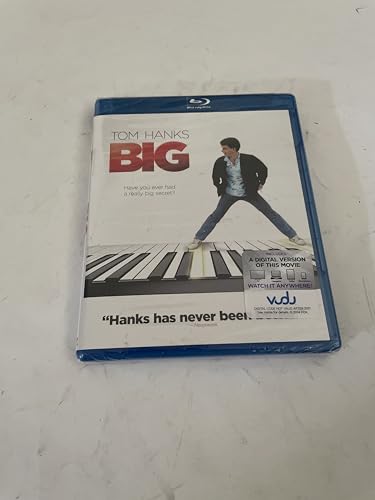 TOM HANKS
BIG
Have you ever had
a really big secret?
INCLUDES
A DIGITAL VERSION
OF THIS MOVIE
WATCH IT ANYWHERE!
VUDU
"Hanks has never been